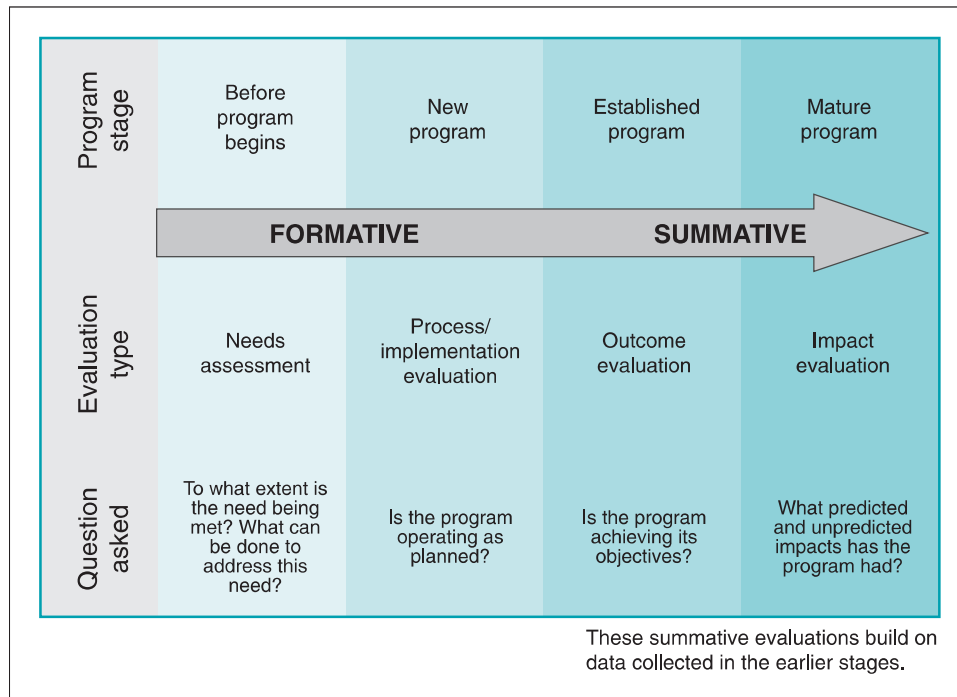 Program
stage
Before
program
begins
New
program
Established
program
Mature
program
FORMATIVE
SUMMATIVE
Evaluation
type
Needs
assessment
Process/
implementation
evaluation
Outcome
evaluation
Impact
evaluation
Question
asked
To what extent is
the need being
met? What can
be done to
address this
need?
Is the program
operating as
planned?
Is the program
achieving its
objectives?
What predicted
and unpredicted
impacts has the
program had?
These summative evaluations build on
data collected in the earlier stages.